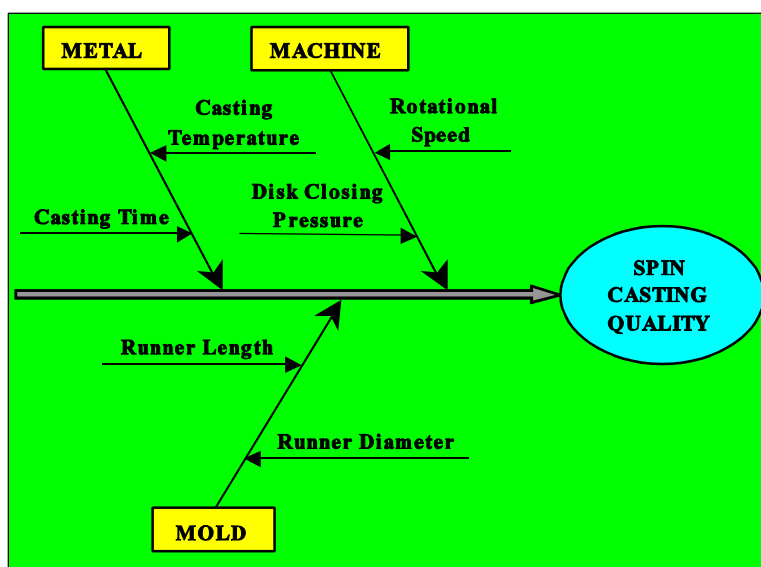 METAL
MACHINE
Casting
Temperature
Rotational
Speed
Casting Time
Disk Closing
Pressure
SPIN
CASTING
QUALITY
Runner Length
Runner Diameter
MOLD